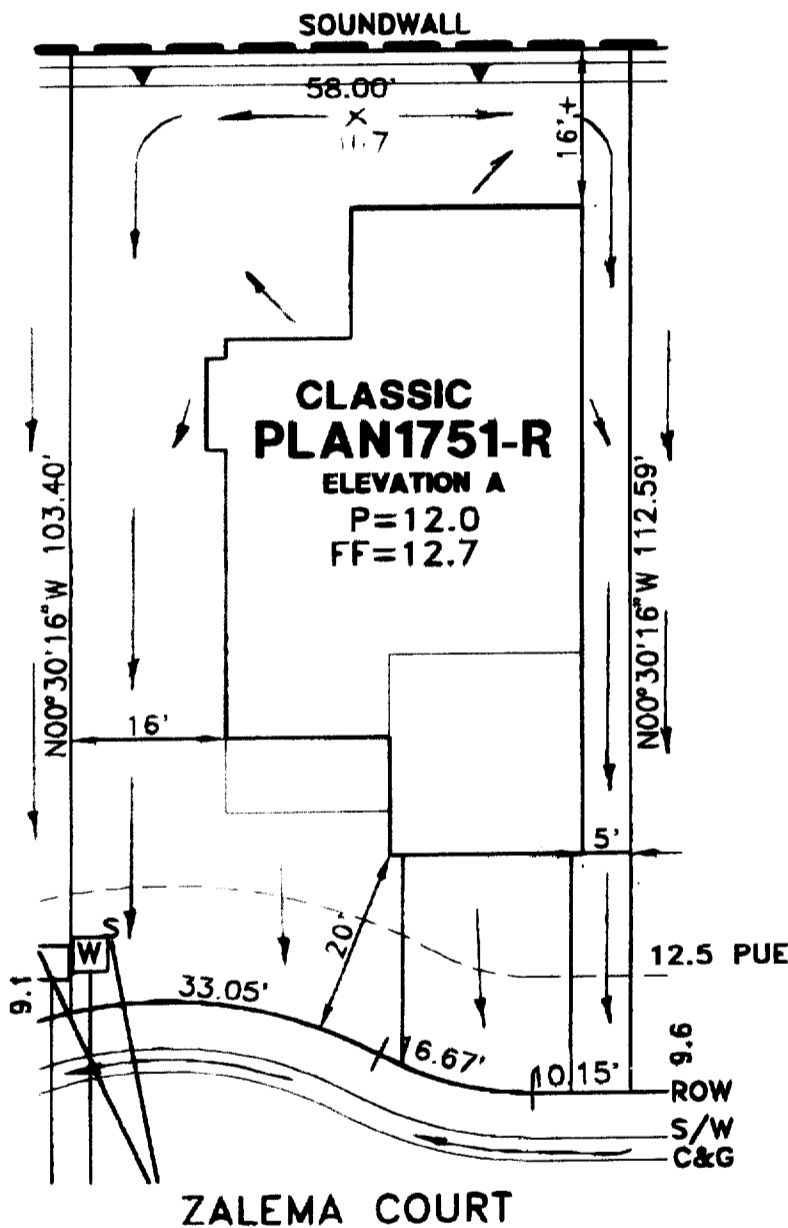 SOUNDWALL
58.00'
X
11.7
16'+
CLASSIC
PLAN1751-R
ELEVATION A
P=12.0
FF=12.7
N00°30'16"W 103.40'
N00°30'16"W 112.59'
16'
5'
20'
S
W
12.5 PUE
9.1
33.05'
16.67'
10.15'
9.6
ROW
S/W
C&G
ZALEMA COURT